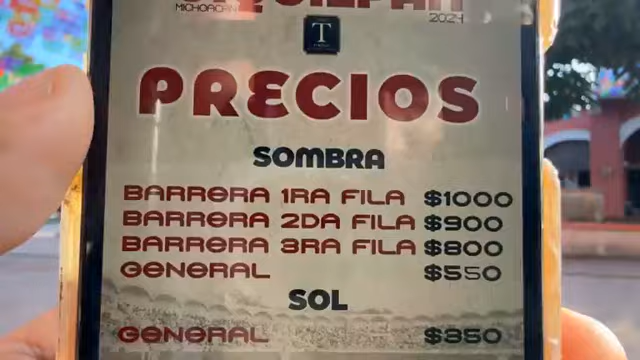 MICHOACAN
2024
T
PRECIOS
SOMBRA
BARRERA 1RA FILA $1000
BARRERA 2DA FILA $900
BARRERA 3RA FILA $800
GENERAL $550
SOL
GENERAL $350